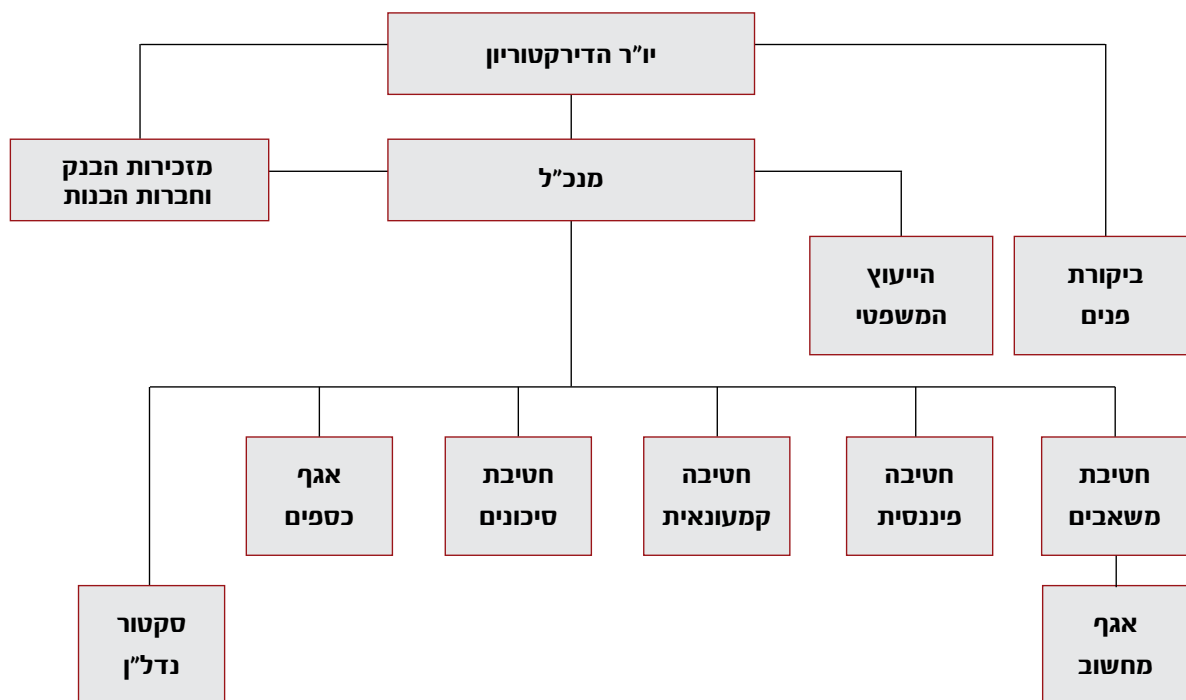 יו"ר הדירקטוריון
מנכ"ל
מזכירות הבנק
וחברות הבנות
ביקורת
פנים
הייעוץ
המשפטי
חטיבת
משאבים
חטיבה
פיננסית
חטיבה
קמעונאית
חטיבת
סיכונים
אגף
כספים
אגף
מחשוב
סקטור
נדל"ן